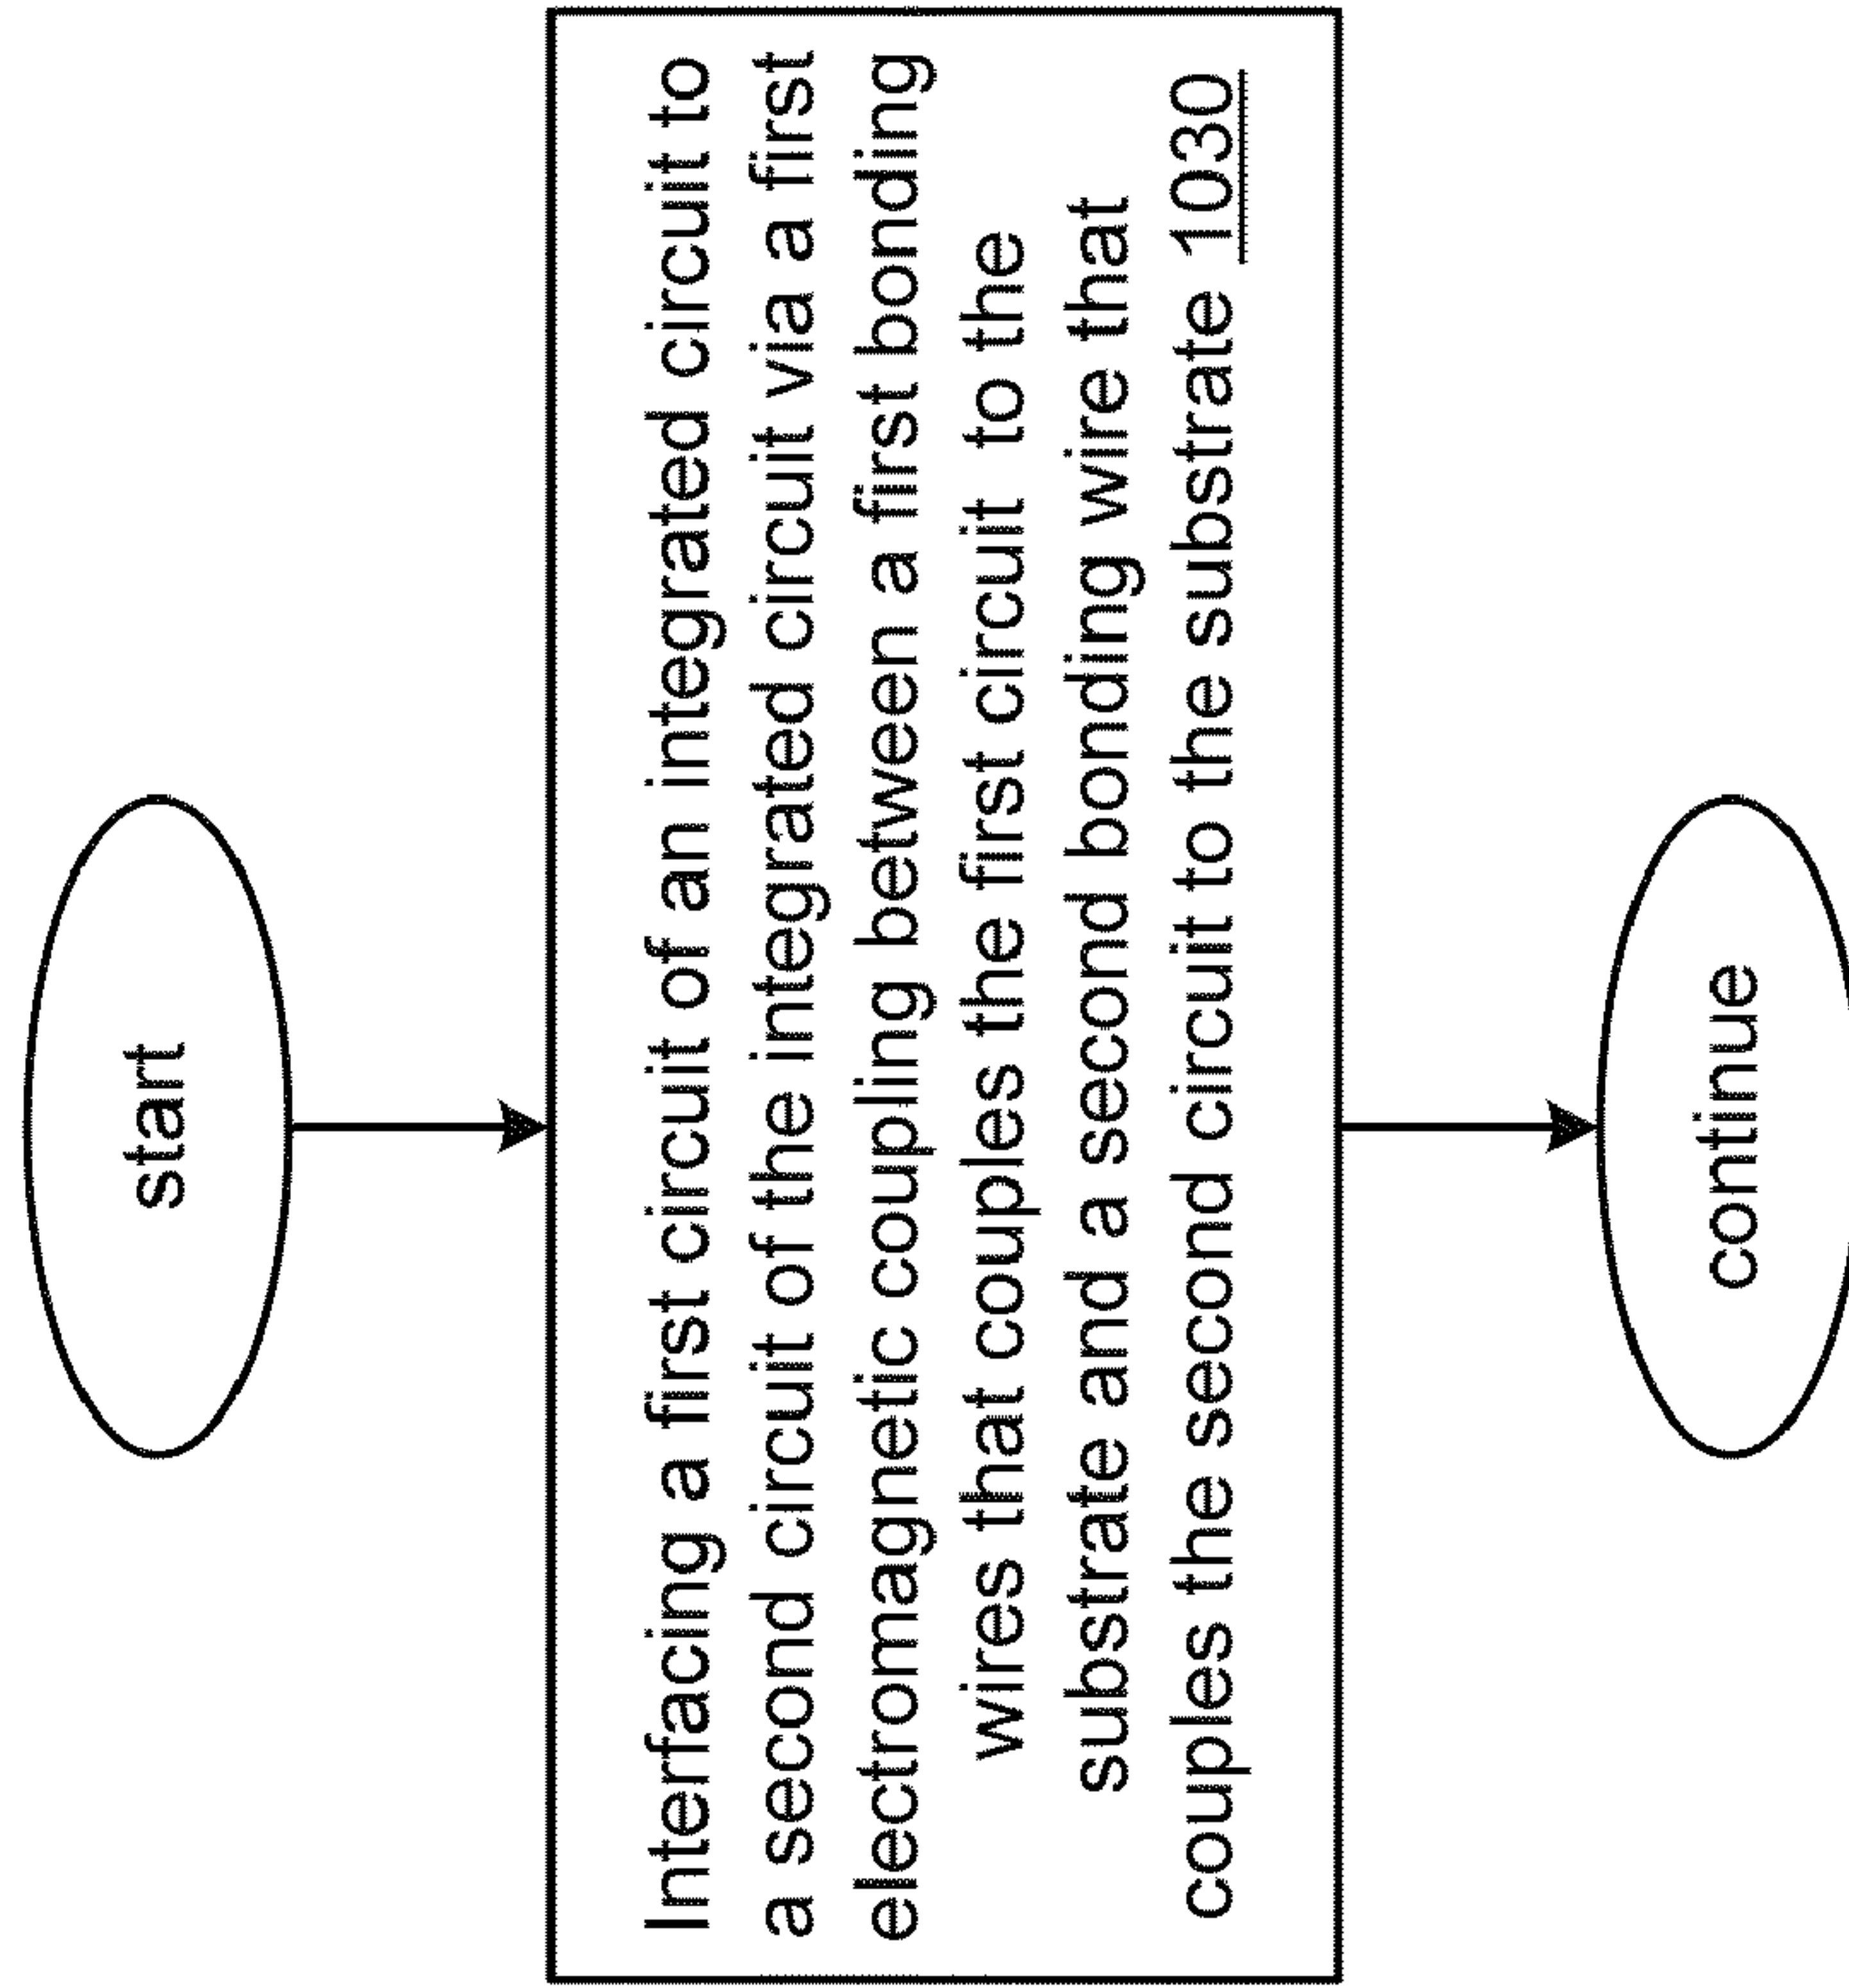 start
Interfacing a first circuit of an integrated circuit to
a second circuit of the integrated circuit via a first
electromagnetic coupling between a first bonding
wires that couples the first circuit to the
substrate and a second bonding wire that
couples the second circuit to the substrate 1030
continue